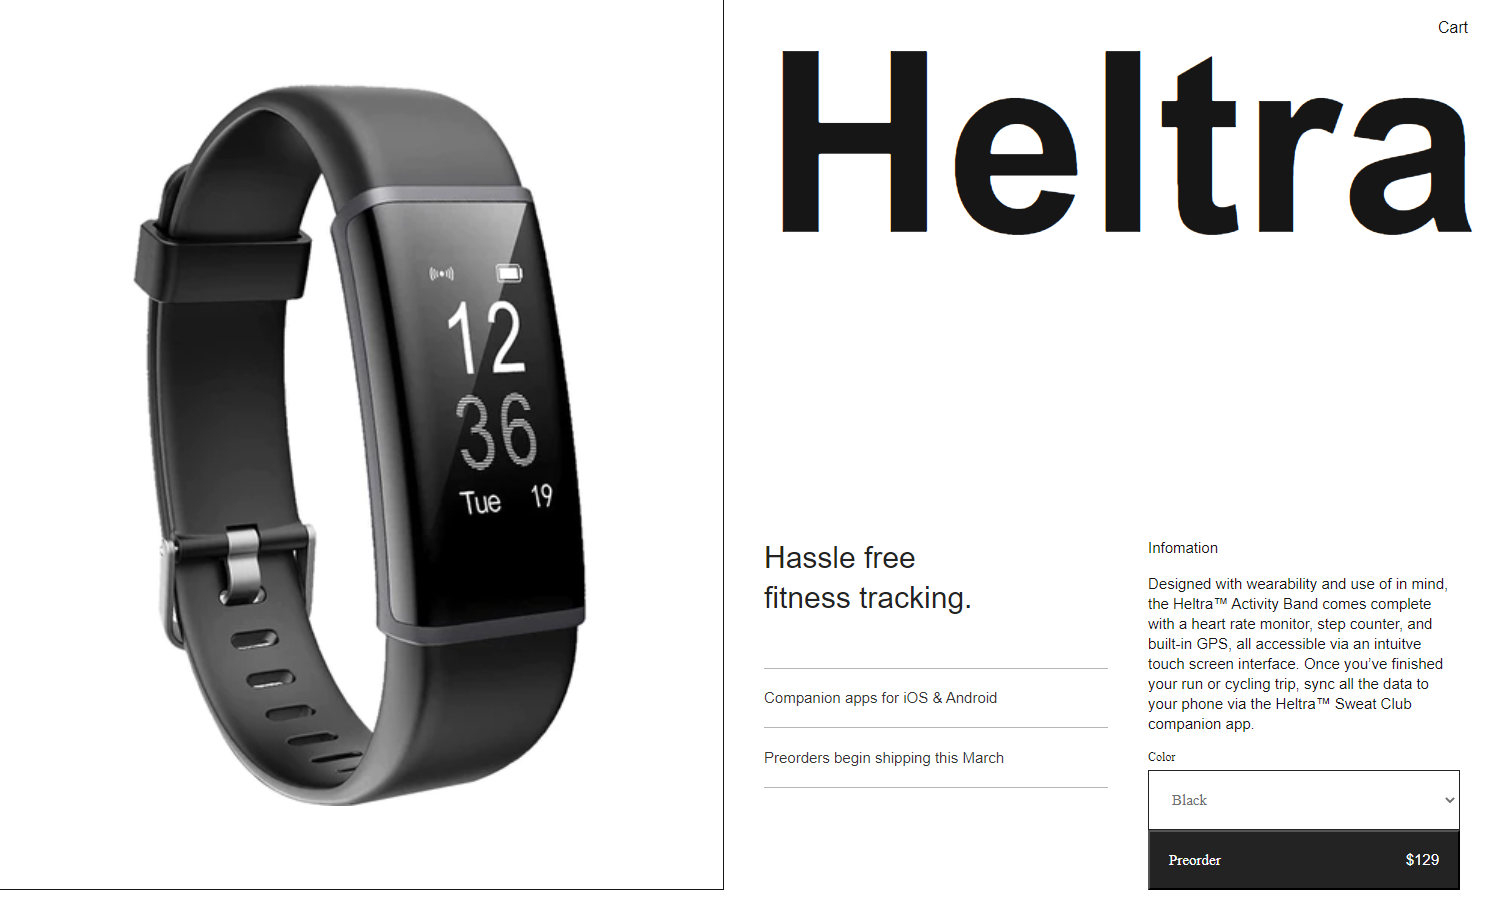 Cart
Heltra
12
36
Tue 19
Hassle free
fitness tracking.
Companion apps for iOS & Android
Preorders begin shipping this March
Infomation
Designed with wearability and use of in mind,
the Heltra™ Activity Band comes complete
with a heart rate monitor, step counter, and
built-in GPS, all accessible via an intuitve
touch screen interface. Once you’ve finished
your run or cycling trip, sync all the data to
your phone via the Heltra™ Sweat Club
companion app.
Color
Black
Preorder $129